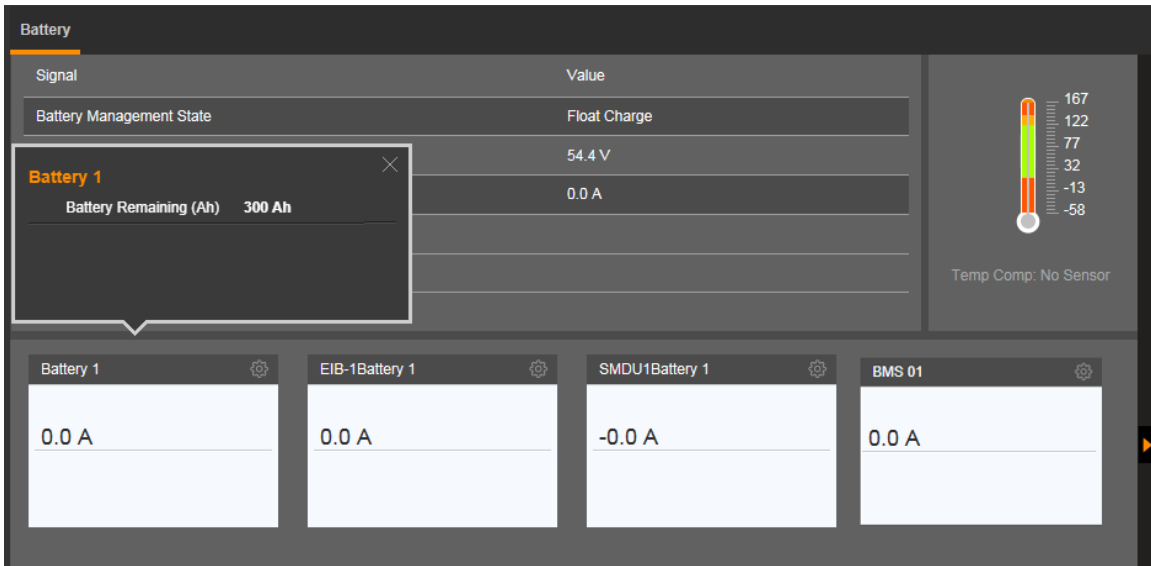 Battery
Signal Value
Battery Management State Float Charge
54.4 V
0.0 A
Battery 1
Battery Remaining (Ah) 300 Ah
167
122
77
32
-13
-58
Temp Comp: No Sensor
Battery 1 EIB-1Battery 1 SMDU1Battery 1 BMS 01
0.0 A 0.0 A -0.0 A 0.0 A